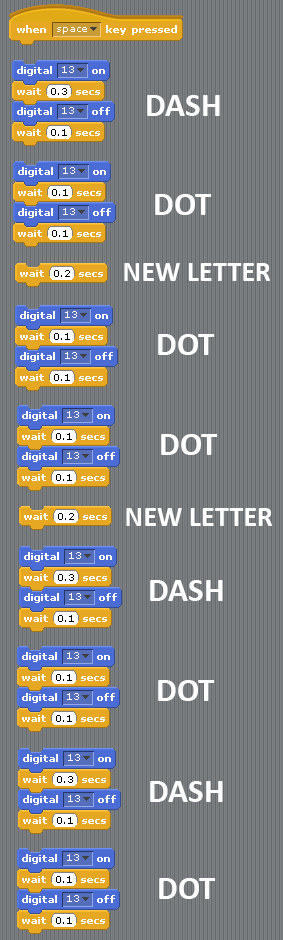 when space key pressed
digital 13 on
wait 0.3 secs
digital 13 off
wait 0.1 secs
DASH
digital 13 on
wait 0.1 secs
digital 13 off
wait 0.1 secs
DOT
wait 0.2 secs
NEW LETTER
digital 13 on
wait 0.1 secs
digital 13 off
wait 0.1 secs
DOT
digital 13 on
wait 0.1 secs
digital 13 off
wait 0.1 secs
DOT
wait 0.2 secs
NEW LETTER
digital 13 on
wait 0.3 secs
digital 13 off
wait 0.1 secs
DASH
digital 13 on
wait 0.1 secs
digital 13 off
wait 0.1 secs
DOT
digital 13 on
wait 0.3 secs
digital 13 off
wait 0.1 secs
DASH
digital 13 on
wait 0.1 secs
digital 13 off
wait 0.1 secs
DOT